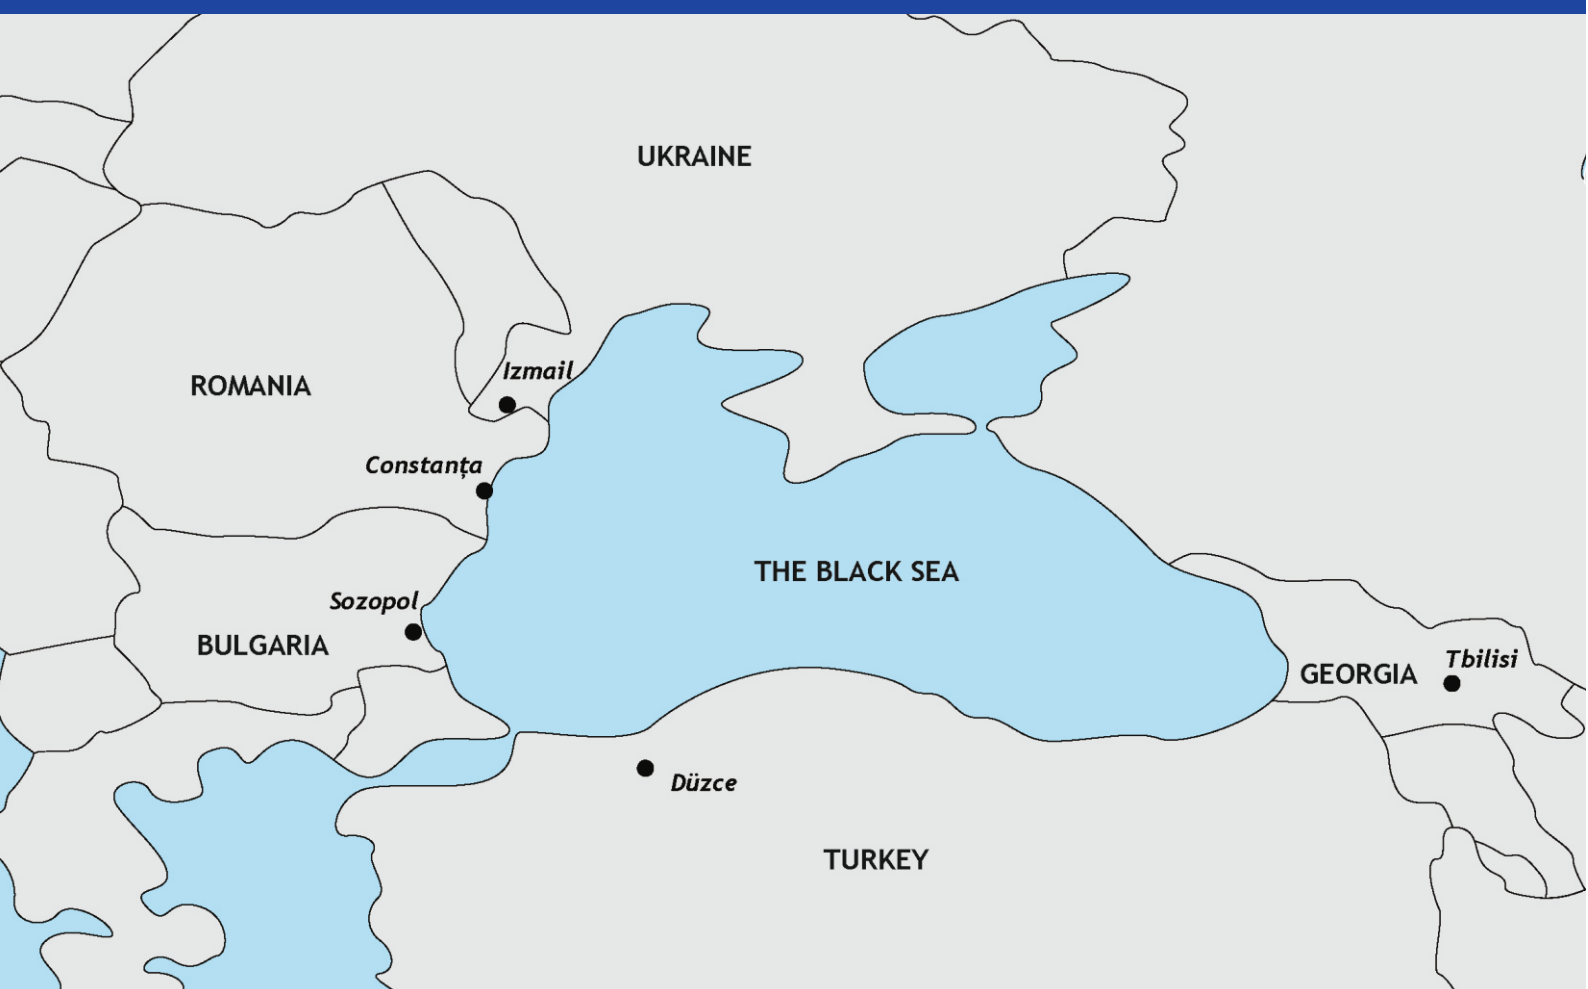 UKRAINE
Izmail
ROMANIA
Constanța
THE BLACK SEA
Sozopol
BULGARIA
GEORGIA
Tbilisi
Düzce
TURKEY